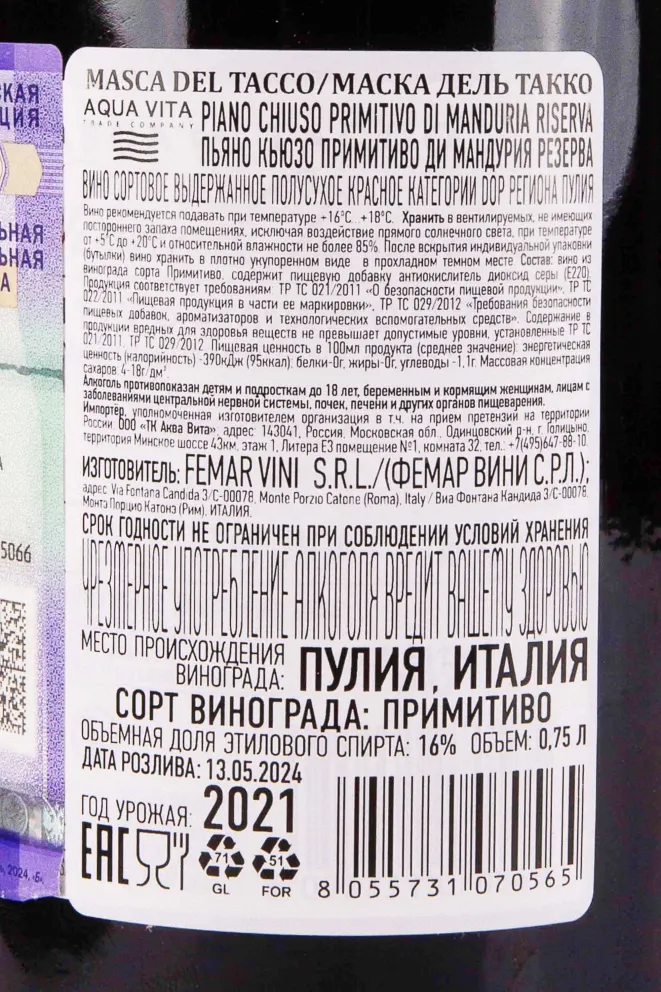 СКАЯ
ЦИЯ
ЬНАЯ
ЬНАЯ
А
5066
MASCA DEL TACCO/МАСКА ДЕЛЬ ТАККО
AQUA VITA
TRADE COMPANY
PIANO CHIUSO PRIMITIVO DI MANDURIA RISERVA
ПЬЯНО КЬЮЗО ПРИМИТИВО ДИ МАНДУРИЯ РЕЗЕРВА
ВИНО СОРТОВОЕ ВЫДЕРЖАННОЕ ПОЛУСУХОЕ КРАСНОЕ КАТЕГОРИИ DOP РЕГИОНА ПУЛИЯ
Вино рекомендуется подавать при температуре +16°С...+18°С. Хранить в вентилируемых, не имеющих
постороннего запаха помещениях, исключая воздействие прямого солнечного света, при температуре
от +5°С до +20°С и относительной влажности не более 85%. После вскрытия индивидуальной упаковки
(бутылки) вино хранить в плотно укупоренном виде в прохладном темном месте. Состав: вино из
винограда сорта Примитиво, содержит пищевую добавку антиокислитель диоксид серы (Е220).
Продукция соответствует требованиям: ТР ТС 021/2011 «О безопасности пищевой продукции», ТР ТС
022/2011 «Пищевая продукция в части ее маркировки», ТР ТС 029/2012 «Требования безопасности
пищевых добавок, ароматизаторов и технологических вспомогательных средств». Содержание в
продукции вредных для здоровья веществ не превышает допустимые уровни, установленные ТР ТС
021/2011, ТР ТС 029/2012. Пищевая ценность в 100мл продукта (среднее значение): энергетическая
ценность (калорийность) -390кДж (95ккал): белки-0г, жиры-0г, углеводы -1,1г. Массовая концентрация
сахаров: 4-18г/дм³.
Алкоголь противопоказан детям и подросткам до 18 лет, беременным и кормящим женщинам, лицам с
заболеваниями центральной нервной системы, почек, печени и других органов пищеварения.
Импортёр, уполномоченная изготовителем организация в т.ч. на прием претензий на территории
России ООО «ТК Аква Вита», адрес: 143041, Россия, Московская обл., Одинцовский р-н, г. Голицыно,
территория Минское шоссе 43км, этаж 1, Литера Е3 помещение №1, комната 32, тел.: +7(495)647-88-10.
ИЗГОТОВИТЕЛЬ: FEMAR VINI S.R.L./(ФЕМАР ВИНИ С.Р.Л.);
адрес: Via Fontana Candida 3/C-00078, Monte Porzio Catone (Roma), Italy / Виа Фонтана Кандида 3/С-00078,
Монтэ Порцио Катонэ (Рим), ИТАЛИЯ.
СРОК ГОДНОСТИ НЕ ОГРАНИЧЕН ПРИ СОБЛЮДЕНИИ УСЛОВИЙ ХРАНЕНИЯ
ЧРЕЗМЕРНОЕ УПОТРЕБЛЕНИЕ АЛКОГОЛЯ ВРЕДИТ ВАШЕМУ ЗДОРОВЬЮ
МЕСТО ПРОИСХОЖДЕНИЯ
ВИНОГРАДА: ПУЛИЯ, ИТАЛИЯ
СОРТ ВИНОГРАДА: ПРИМИТИВО
ОБЪЕМНАЯ ДОЛЯ ЭТИЛОВОГО СПИРТА: 16% ОБЪЕМ: 0,75 Л
ДАТА РОЗЛИВА: 13.05.2024
ГОД УРОЖАЯ: 2021
EAC
71
GL
51
FOR
8 055731 070565
2024, «Б»